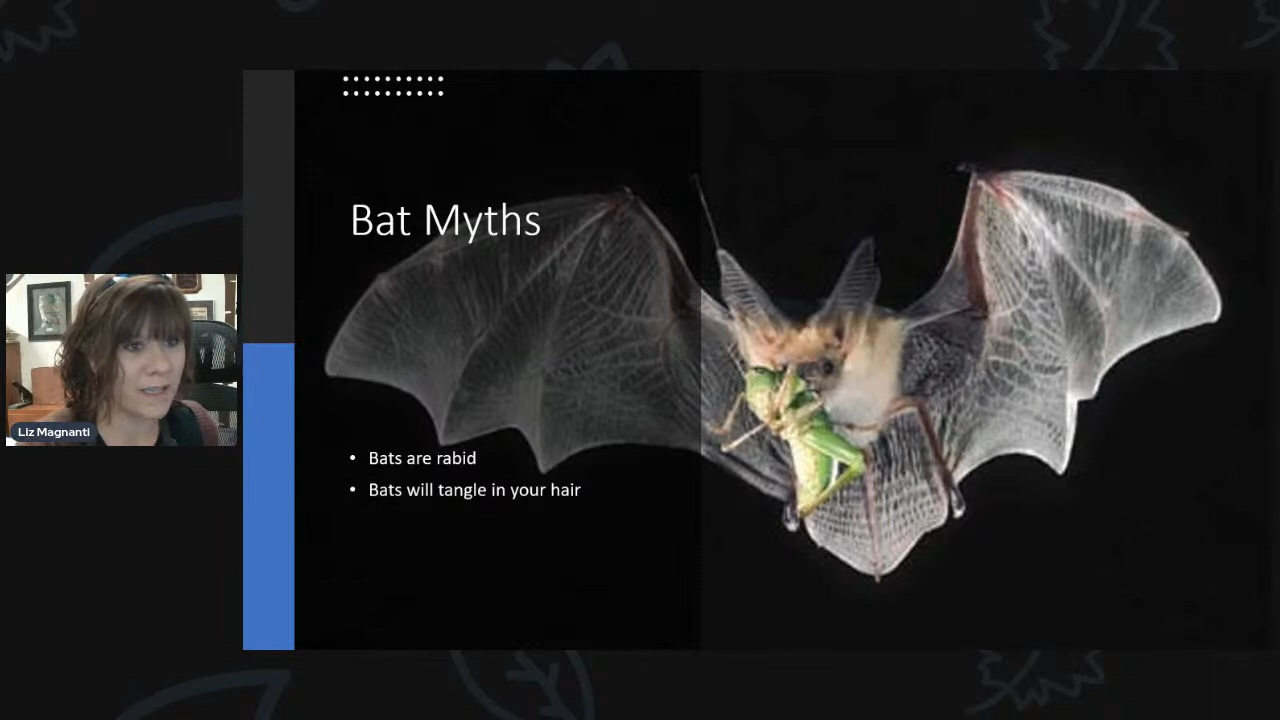 Bat Myths
Liz Magnanti
• Bats are rabid
• Bats will tangle in your hair